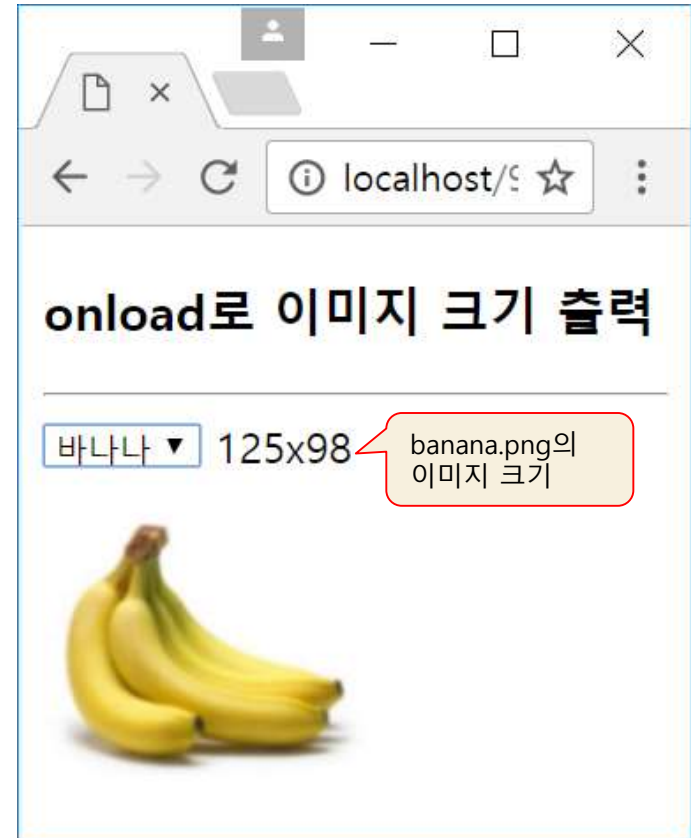 localhost/9
onload로 이미지 크기 출력
바나나 ▼ 125x98
banana.png의
이미지 크기